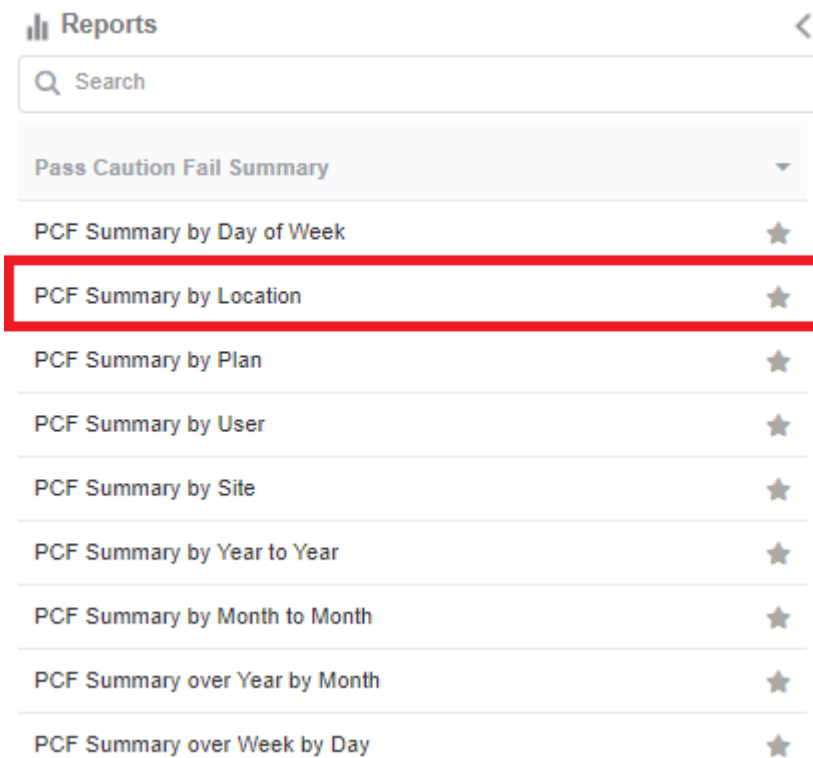 Reports
Search
Pass Caution Fail Summary
PCF Summary by Day of Week
PCF Summary by Location
PCF Summary by Plan
PCF Summary by User
PCF Summary by Site
PCF Summary by Year to Year
PCF Summary by Month to Month
PCF Summary over Year by Month
PCF Summary over Week by Day